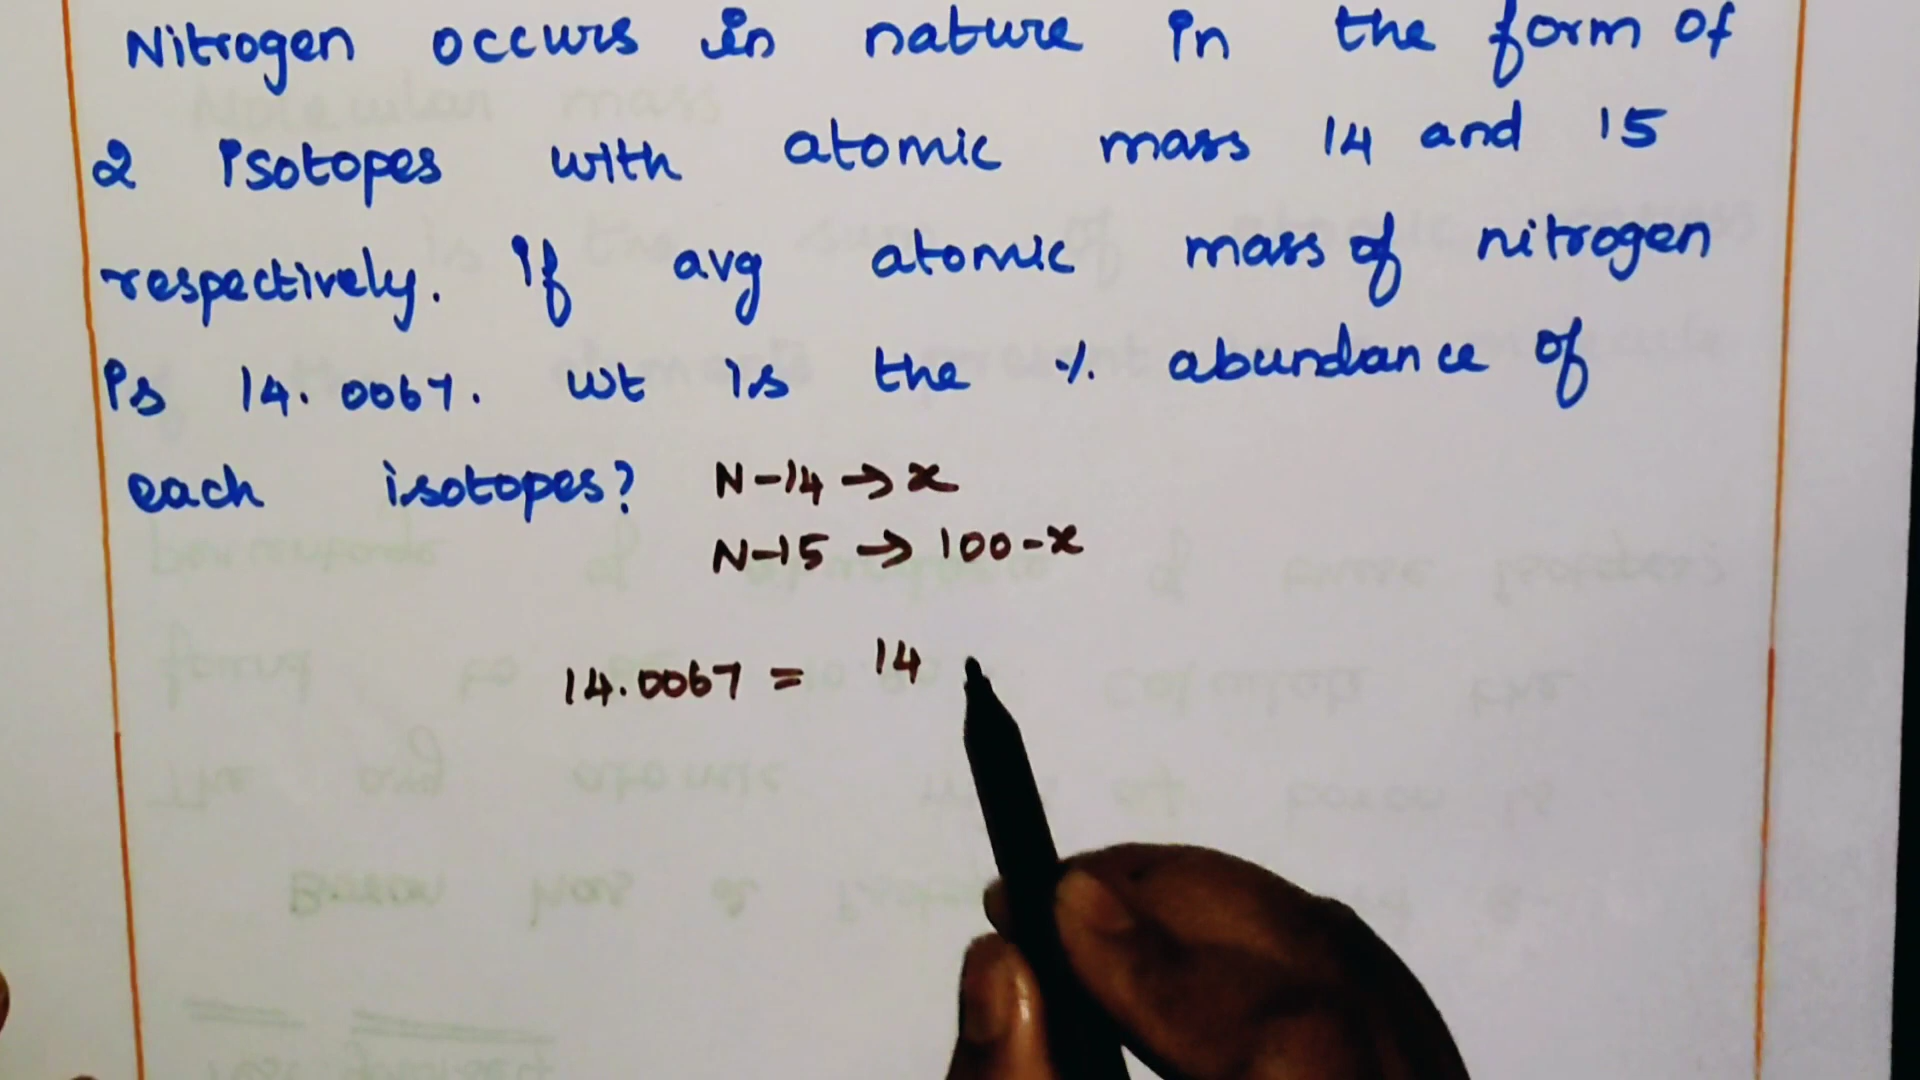 Nitrogen occurs in nature in the form of
2 isotopes with atomic mass 14 and 15
respectively. If avg atomic mass of nitrogen
is 14.0067. wt is the % abundance of
each isotopes? N-14 → x
N-15 → 100-x
14.0067 = 14